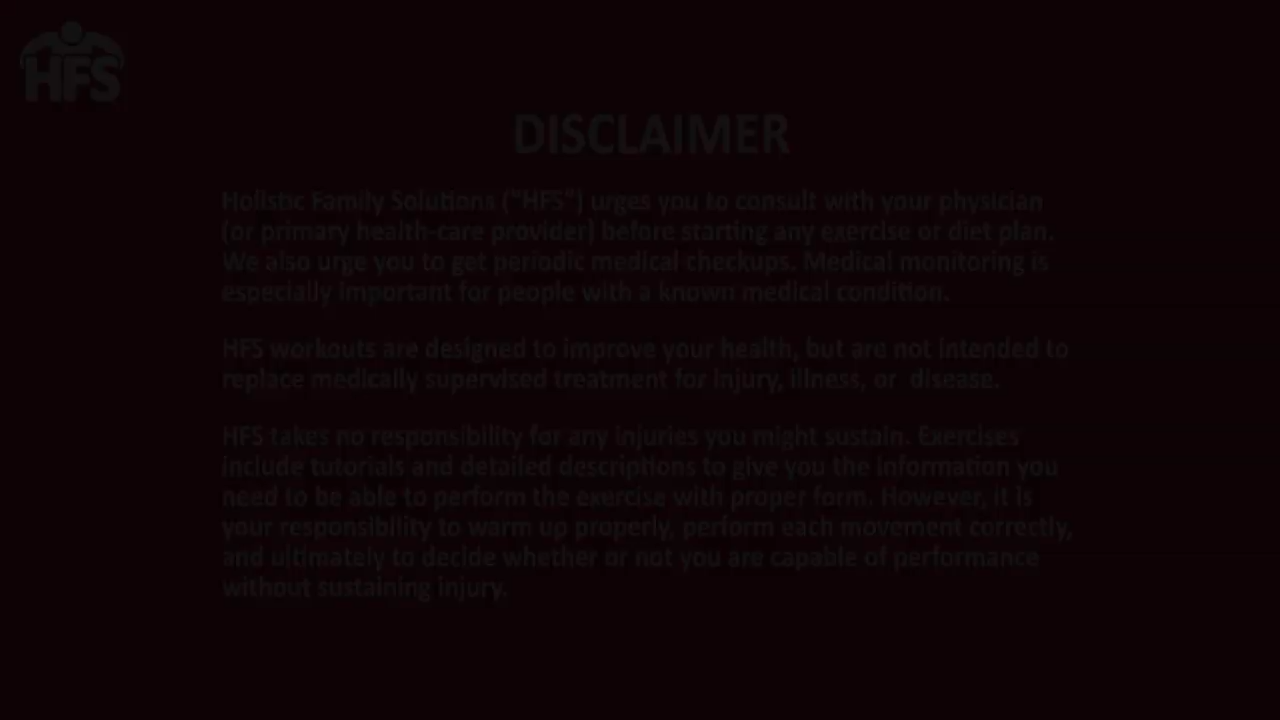 HFS
DISCLAIMER
Holistic Family Solutions ("HFS") urges you to consult with your physician
(or primary health-care provider) before starting any exercise or diet plan.
We also urge you to get periodic medical checkups. Medical monitoring is
especially important for people with a known medical condition.
HFS workouts are designed to improve your health, but are not intended to
replace medically supervised treatment for injury, illness, or disease.
HFS takes no responsibility for any injuries you might sustain. Exercises
include tutorials and detailed descriptions to give you the information you
need to be able to perform the exercise with proper form. However, it is
your responsibility to warm up properly, perform each movement correctly,
and ultimately to decide whether or not you are capable of performance
without sustaining injury.